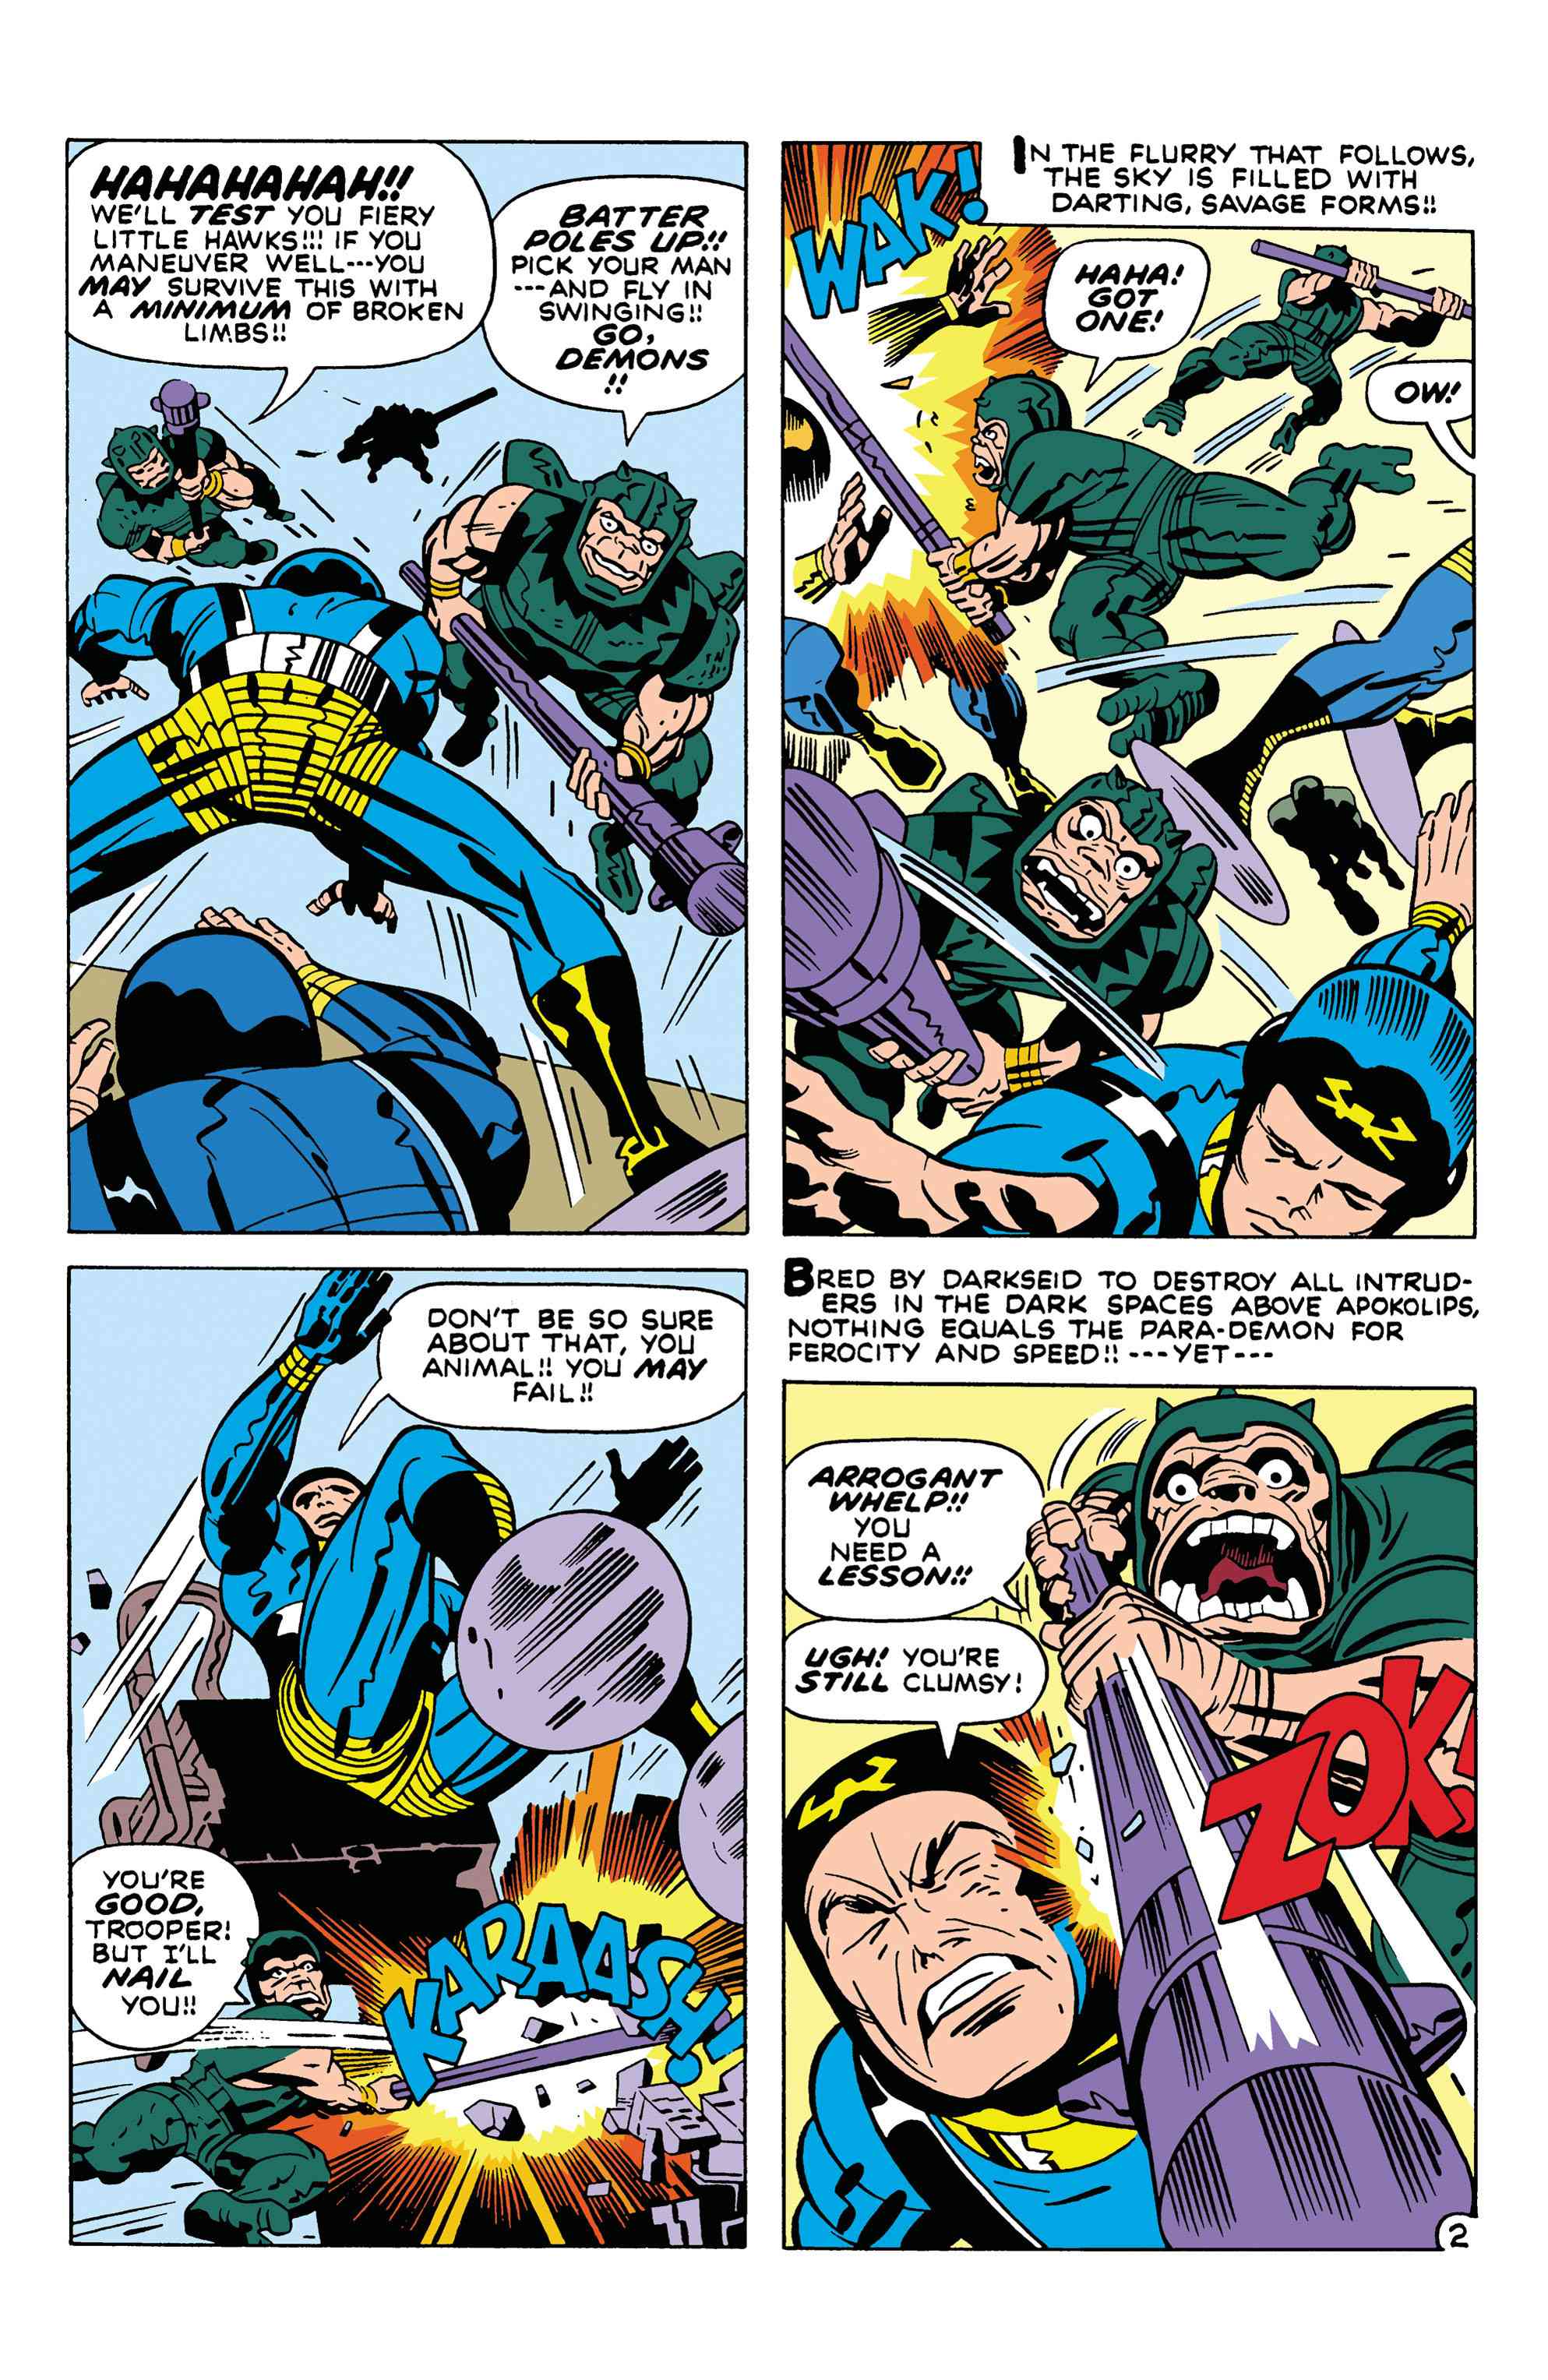 HAHAHAHAH!!
WE'LL TEST YOU FIERY
LITTLE HAWKS!!! IF YOU
MANEUVER WELL---YOU
MAY SURVIVE THIS WITH
A MINIMUM OF BROKEN
LIMBS!!
BATTER
POLES UP!!
PICK YOUR MAN
---AND FLY IN
SWINGING!!
GO,
DEMONS
!!
IN THE FLURRY THAT FOLLOWS,
THE SKY IS FILLED WITH
DARTING, SAVAGE FORMS!!
WAK!
HAHA!
GOT
ONE!
OW!
DON'T BE SO SURE
ABOUT THAT, YOU
ANIMAL!! YOU MAY
FAIL!!
YOU'RE
GOOD,
TROOPER!
BUT I'LL
NAIL
YOU!!
KARAASH!
BRED BY DARKSEID TO DESTROY ALL INTRUD-
ERS IN THE DARK SPACES ABOVE APOKOLIPS,
NOTHING EQUALS THE PARA-DEMON FOR
FEROCITY AND SPEED!! ---YET---
ARROGANT
WHELP!!
YOU
NEED A
LESSON!!
UGH! YOU'RE
STILL CLUMSY!
ZOK!
2